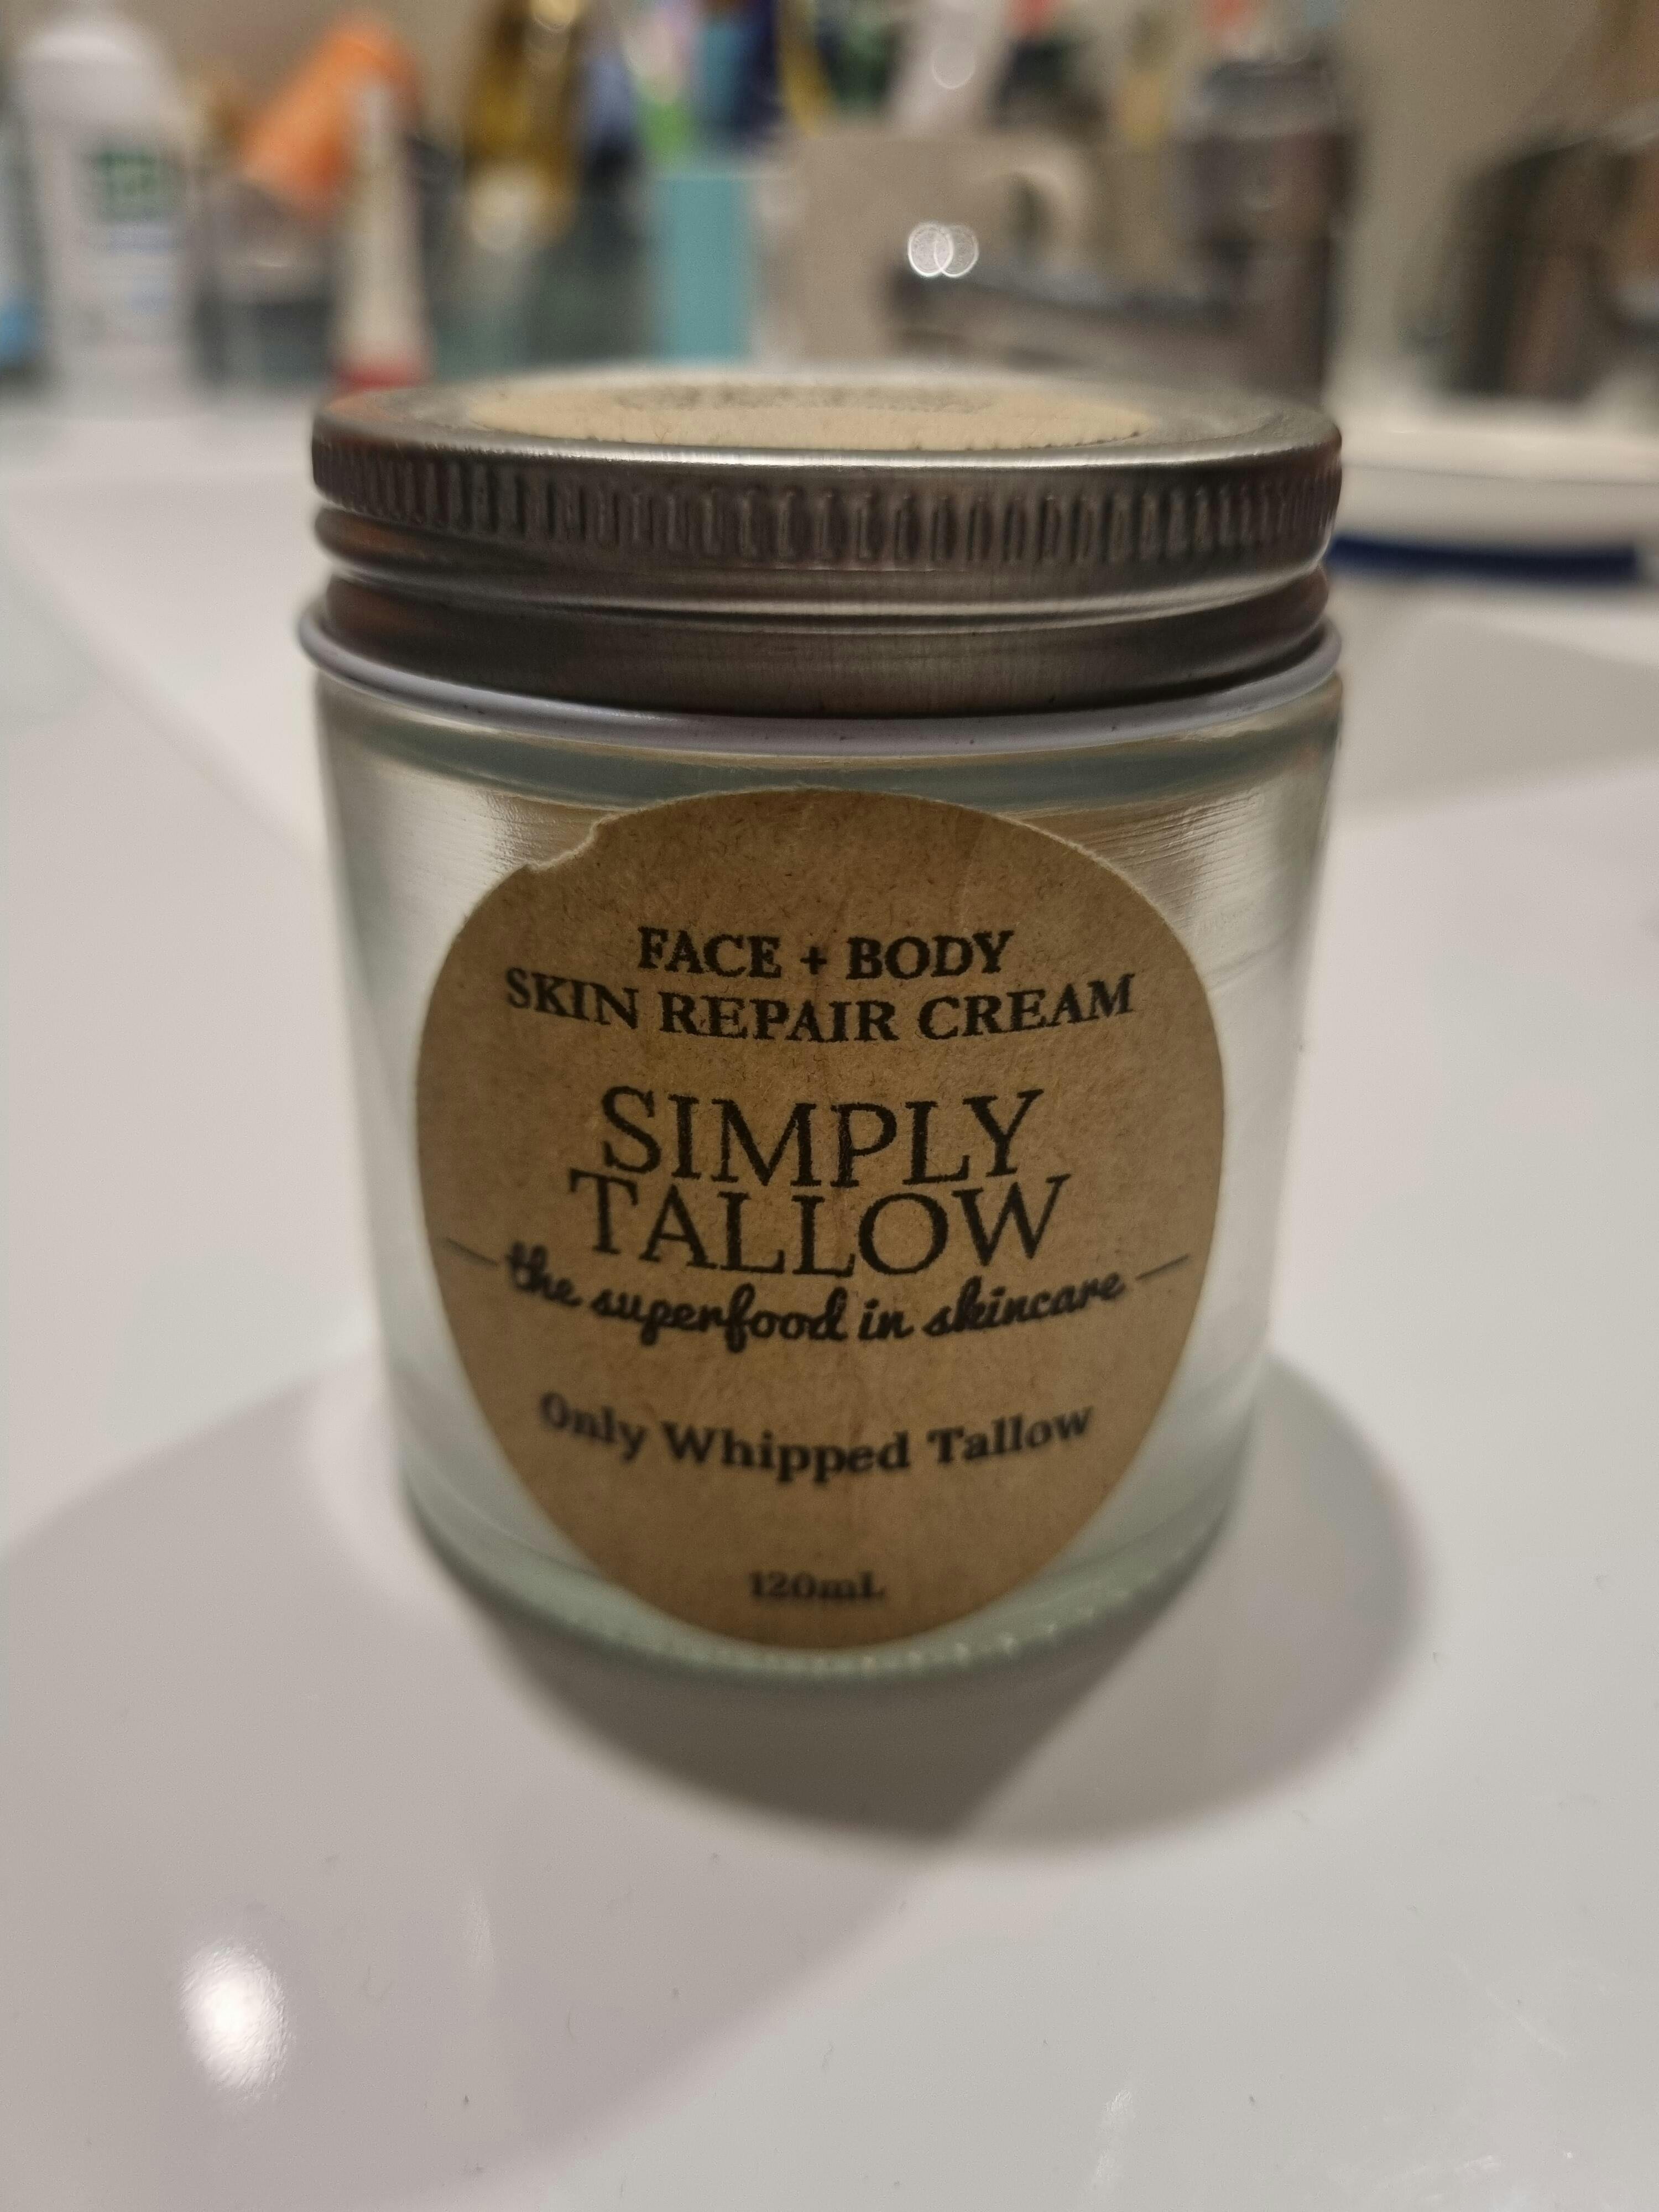 FACE + BODY
SKIN REPAIR CREAM
SIMPLY
TALLOW
the superfood in skincare
Only Whipped Tallow
120mL